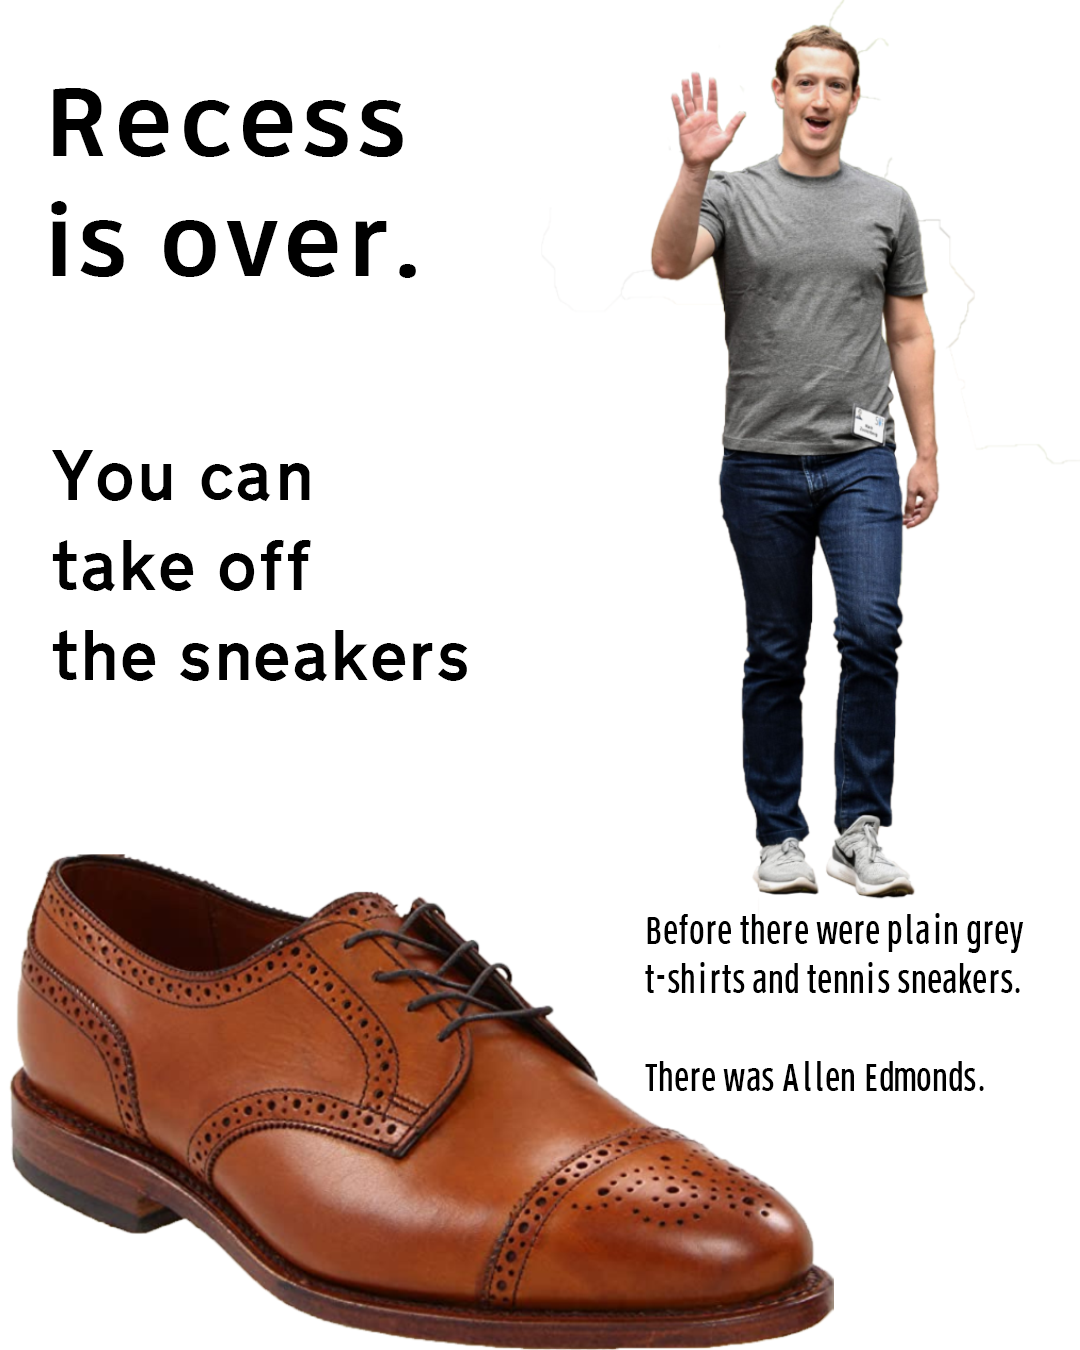 Recess
is over.
You can
take off
the sneakers
Before there were plain grey
t-shirts and tennis sneakers.
There was Allen Edmonds.